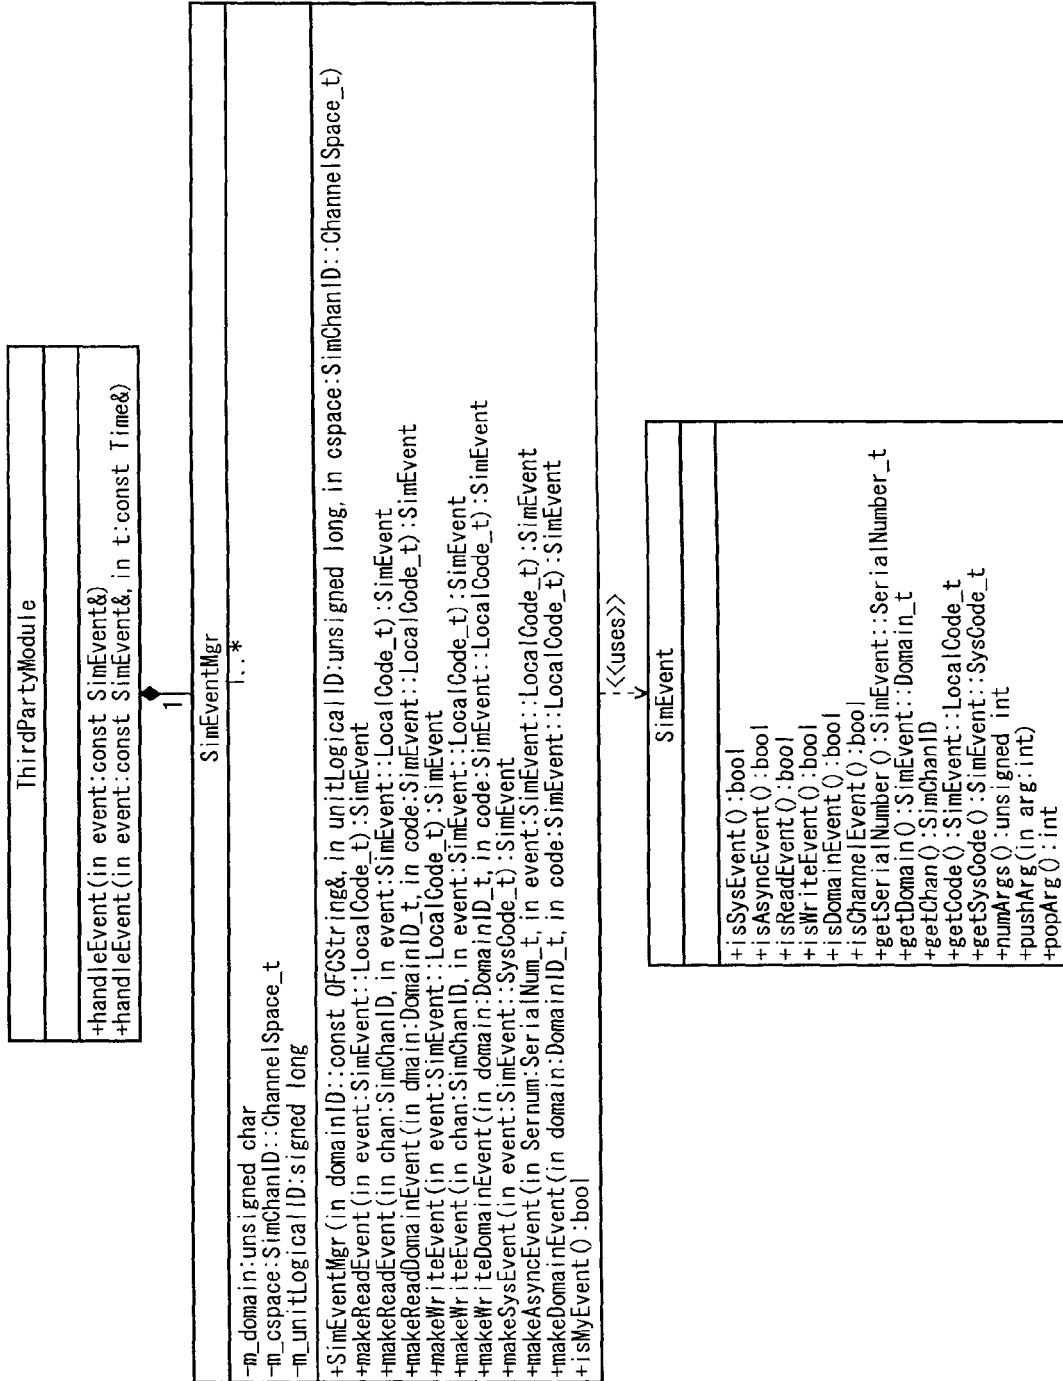 ThirdPartyModule
+handleEvent(in event:const SimEvent&)
+handleEvent(in event:const SimEvent&, in t:const Time&)
1
SimEventMgr
1..*
-m_domain:unsigned char
-m_cspace:SimChanID::ChannelSpace_t
-m_unitLogicalID:signed long
+SimEventMgr(in domainID::const OFCString&, in unitLogicalID:unsigned long, in cspace:SimChanID::ChannelSpace_t)
+makeReadEvent(in event:SimEvent::LocalCode_t):SimEvent
+makeReadEvent(in chan:SimChanID, in event:SimEvent::LocalCode_t):SimEvent
+makeReadDomainEvent(in dmain:DomainID_t, in code:SimEvent::LocalCode_t):SimEvent
+makeWriteEvent(in event:SimEvent::LocalCode_t):SimEvent
+makeWriteEvent(in chan:SimChanID, in event:SimEvent::LocalCode_t):SimEvent
+makeWriteDomainEvent(in domain:DomainID_t, in code:SimEvent::LocalCode_t):SimEvent
+makeSysEvent(in event:SimEvent::SysCode_t):SimEvent
+makeAsyncEvent(in Sernum:SerialNum_t, in event:SimEvent::LocalCode_t):SimEvent
+makeDomainEvent(in domain:DomainID_t, in code:SimEvent::LocalCode_t):SimEvent
+isMyEvent():bool
<<uses>>
SimEvent
+isSysEvent():bool
+isAsyncEvent():bool
+isReadEvent():bool
+isWriteEvent():bool
+isDomainEvent():bool
+isChannelEvent():bool
+getSerialNumber():SimEvent::SerialNumber_t
+getDomain():SimEvent::Domain_t
+getChan():SimChanID
+getCode():SimEvent::LocalCode_t
+getSysCode():SimEvent::SysCode_t
+numArgs():unsigned int
+pushArg(in arg:int)
+popArg():int